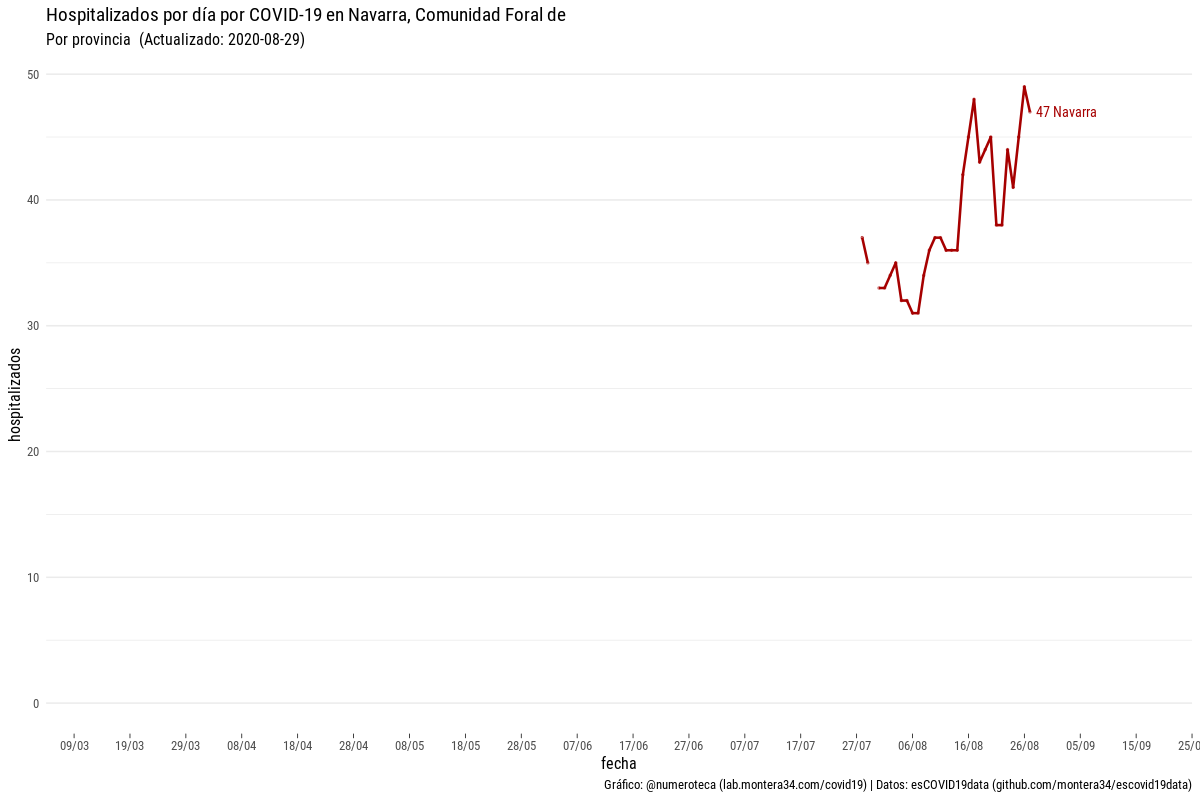 Hospitalizados por día por COVID-19 en Navarra, Comunidad Foral de
Por provincia (Actualizado: 2020-08-29)
50
40
30
20
10
0
hospitalizados
47 Navarra
09/03 19/03 29/03 08/04 18/04 28/04 08/05 18/05 28/05 07/06 17/06 27/06 07/07 17/07 27/07 06/08 16/08 26/08 05/09 15/09
fecha
Gráfico: @numeroteca (lab.montera34.com/covid19) | Datos: esCOVID19data (github.com/montera34/escovid19data)